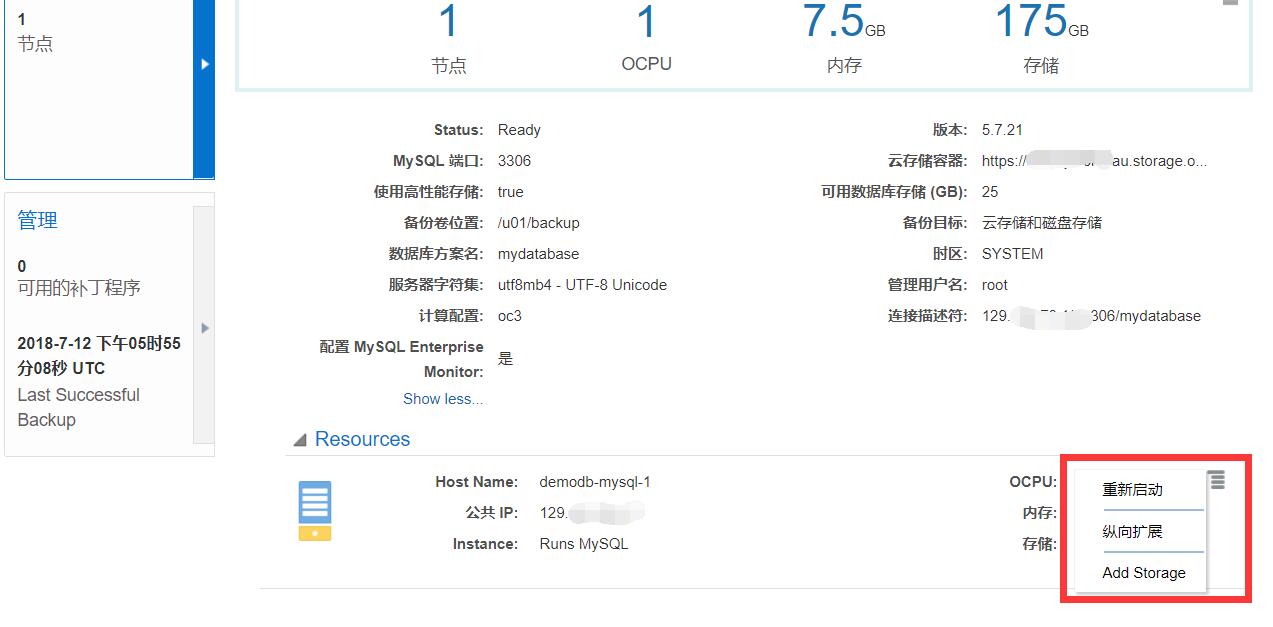 1
节点
1
1
7.5GB
175GB
节点
OCPU
内存
存储
Status: Ready
版本: 5.7.21
MySQL 端口: 3306
云存储容器: https:// au.storage.o...
使用高性能存储: true
可用数据库存储 (GB): 25
备份卷位置: /u01/backup
备份目标: 云存储和磁盘存储
数据库方案名: mydatabase
时区: SYSTEM
服务器字符集: utf8mb4 - UTF-8 Unicode
管理用户名: root
计算配置: oc3
连接描述符: 129. 306/mydatabase
配置 MySQL Enterprise
Monitor: 是
Show less...
管理
0
可用的补丁程序
2018-7-12 下午05时55
分08秒 UTC
Last Successful
Backup
Resources
Host Name: demodb-mysql-1
公共 IP: 129.
Instance: Runs MySQL
OCPU:
内存:
存储:
重新启动
纵向扩展
Add Storage